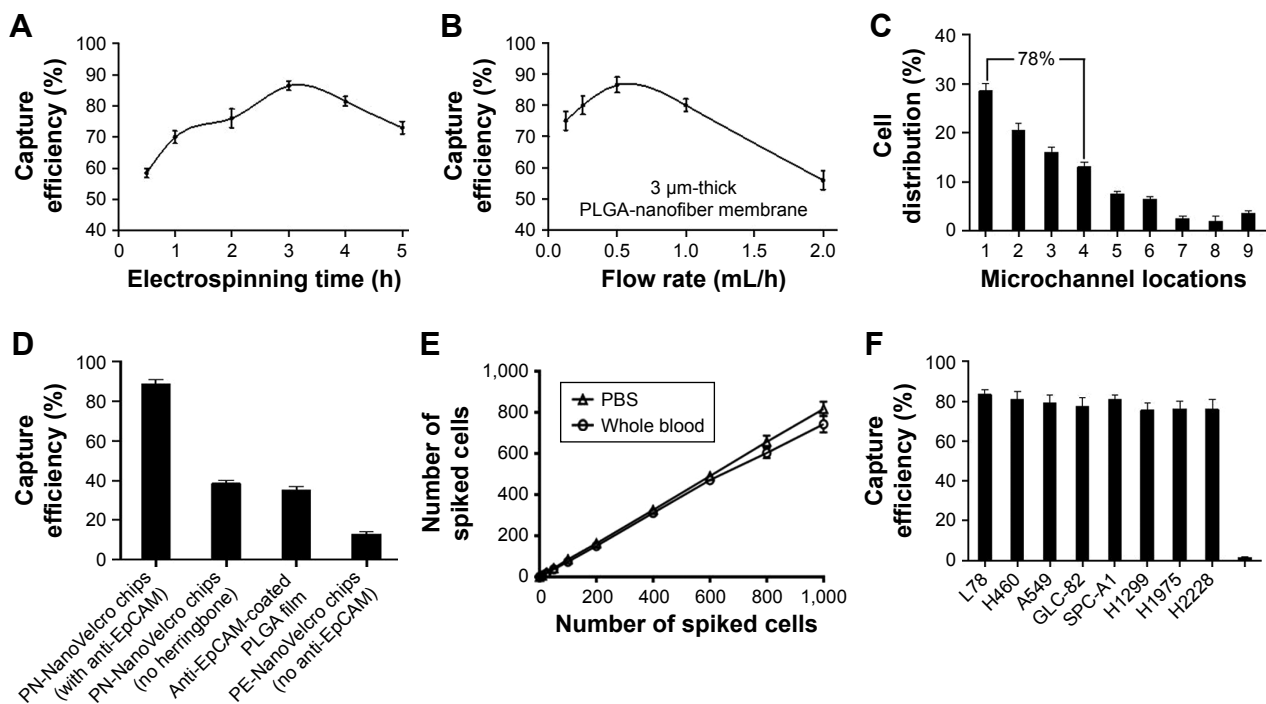 A
Capture
efficiency (%)
100
90
80
70
60
50
40
0
1
2
3
4
5
Electrospinning time (h)
B
Capture
efficiency (%)
100
90
80
70
60
50
40
3 µm-thick
PLGA-nanofiber membrane
0.0
0.5
1.0
1.5
2.0
Flow rate (mL/h)
C
Cell
distribution (%)
40
30
20
10
0
78%
1
2
3
4
5
6
7
8
9
Microchannel locations
D
Capture
efficiency (%)
100
80
60
40
20
0
PN-NanoVelcro chips
(with anti-EpCAM)
PN-NanoVelcro chips
(no herringbone)
Anti-EpCAM-coated
PLGA film
PE-NanoVelcro chips
(no anti-EpCAM)
E
Number of
spiked cells
1,000
800
600
400
200
0
PBS
Whole blood
0
200
400
600
800
1,000
Number of spiked cells
F
Capture
efficiency (%)
100
80
60
40
20
0
L78
H460
A549
GLC-82
SPC-A1
H1299
H1975
H2228